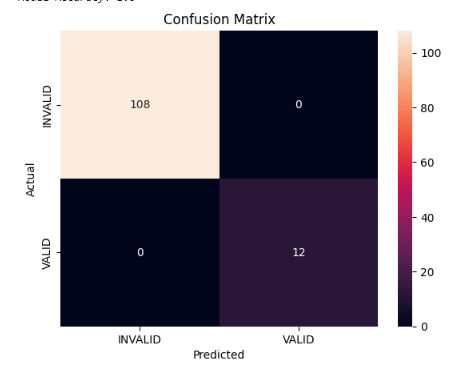 Confusion Matrix
INVALID
108
0
VALID
0
12
Actual
INVALID
VALID
Predicted
100
80
60
40
20
0